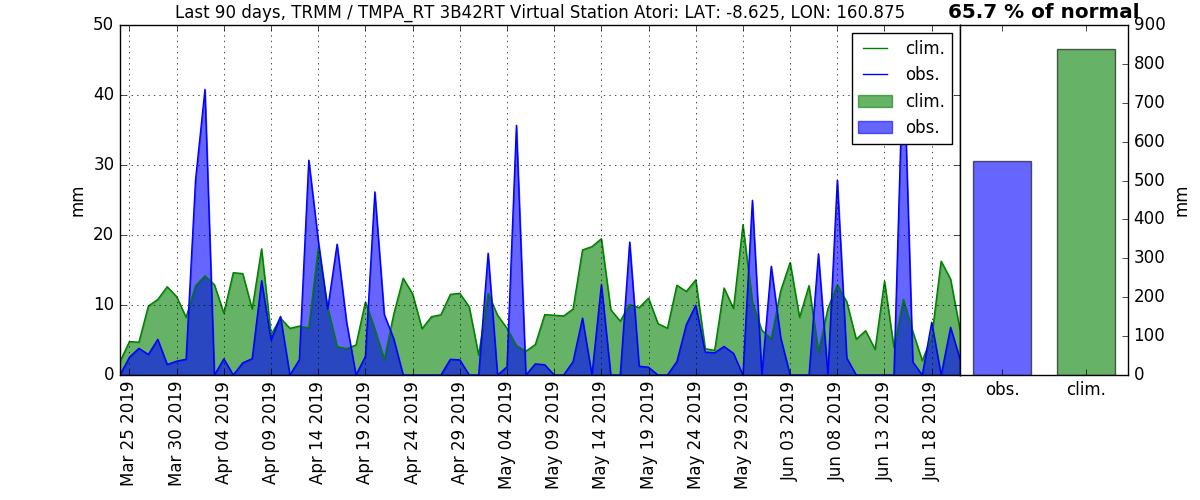 Last 90 days, TRMM / TMPA_RT 3B42RT Virtual Station Atori: LAT: -8.625, LON: 160.875
65.7 % of normal
50
40
30
20
10
0
mm
clim.
obs.
clim.
obs.
900
800
700
600
500
400
300
200
100
0
mm
obs.
clim.
Mar 25 2019
Mar 30 2019
Apr 04 2019
Apr 09 2019
Apr 14 2019
Apr 19 2019
Apr 24 2019
Apr 29 2019
May 04 2019
May 09 2019
May 14 2019
May 19 2019
May 24 2019
May 29 2019
Jun 03 2019
Jun 08 2019
Jun 13 2019
Jun 18 2019